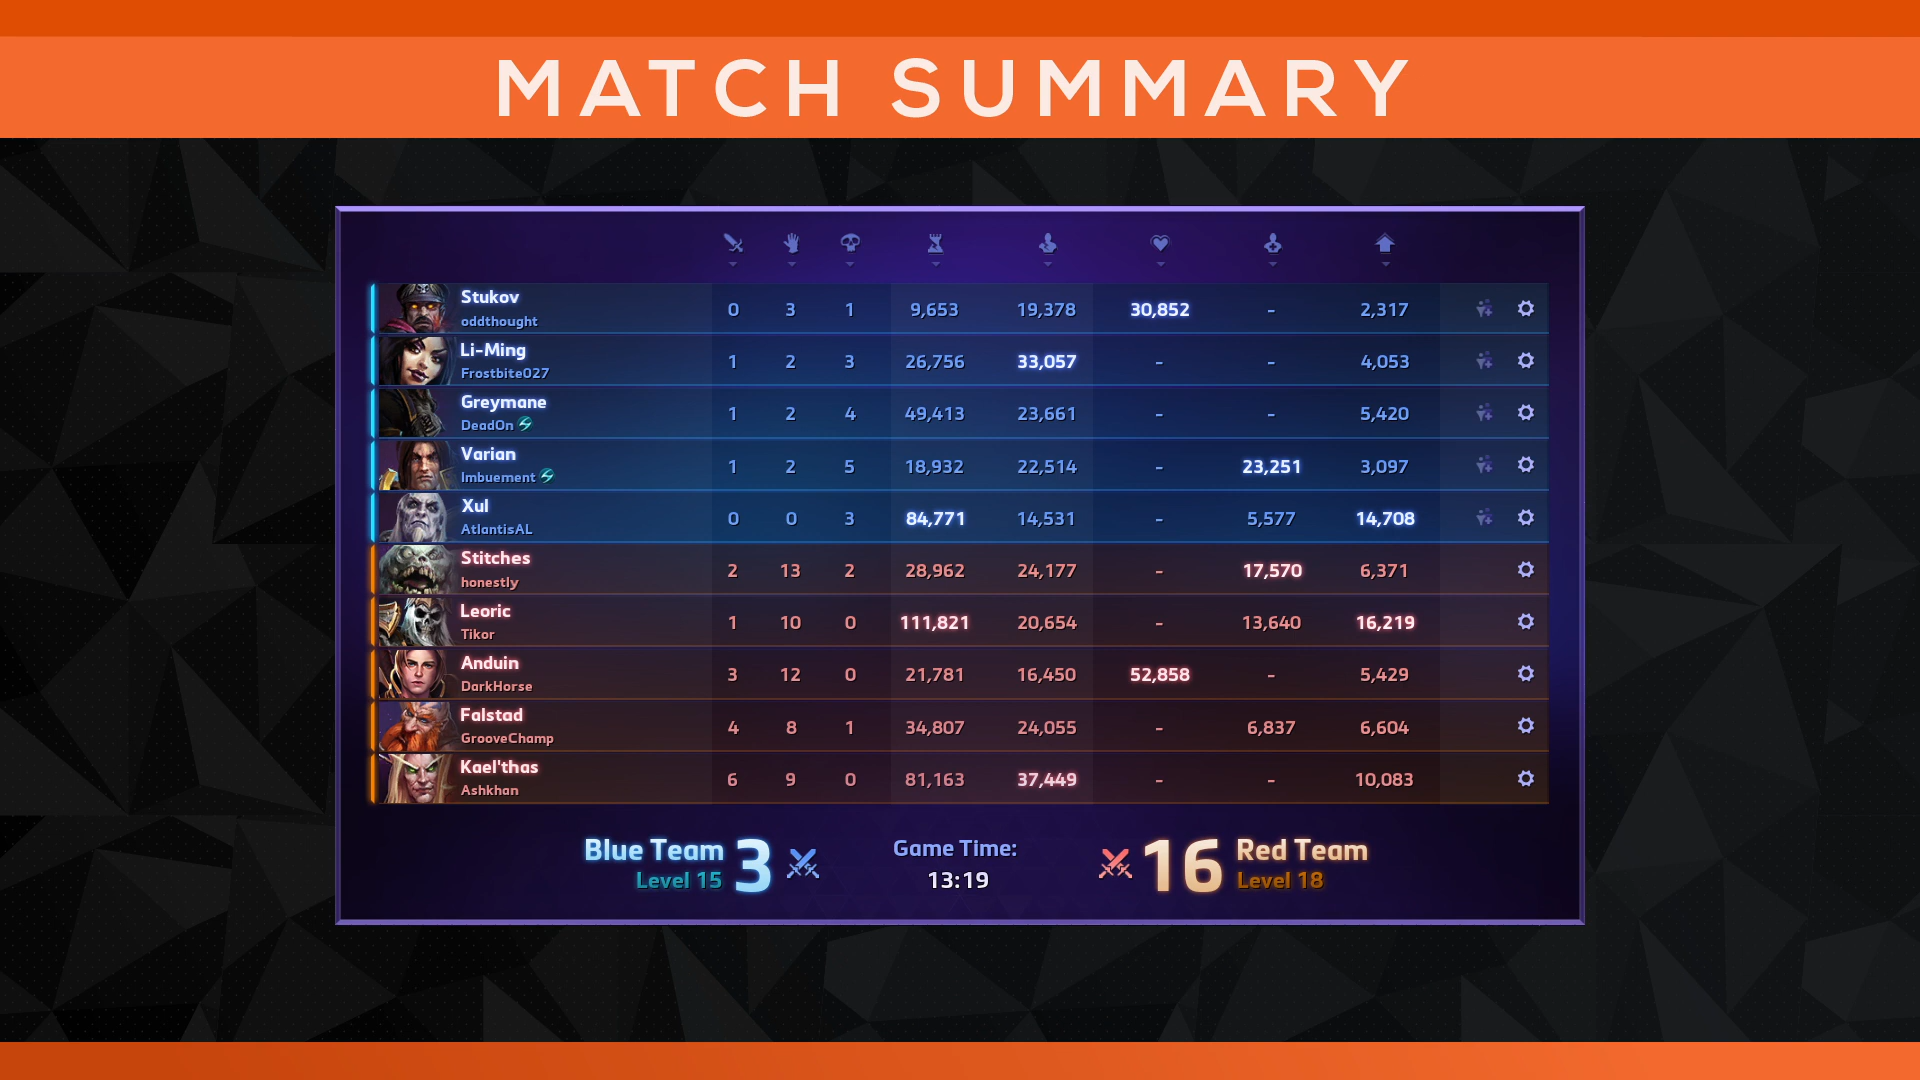 MATCH SUMMARY
Stukov
oddthought
0 3 1 9,653 19,378 30,852 - 2,317
Li-Ming
Frostbite027
1 2 3 26,756 33,057 - - 4,053
Greymane
DeadOn
1 2 4 49,413 23,661 - - 5,420
Varian
Imbuement
1 2 5 18,932 22,514 - 23,251 3,097
Xul
AtlantisAL
0 0 3 84,771 14,531 - 5,577 14,708
Stitches
honestly
2 13 2 28,962 24,177 - 17,570 6,371
Leoric
Tikor
1 10 0 111,821 20,654 - 13,640 16,219
Anduin
DarkHorse
3 12 0 21,781 16,450 52,858 - 5,429
Falstad
GrooveChamp
4 8 1 34,807 24,055 - 6,837 6,604
Kael'thas
Ashkhan
6 9 0 81,163 37,449 - - 10,083
Blue Team 3 Game Time: 16 Red Team
Level 15 13:19 Level 18